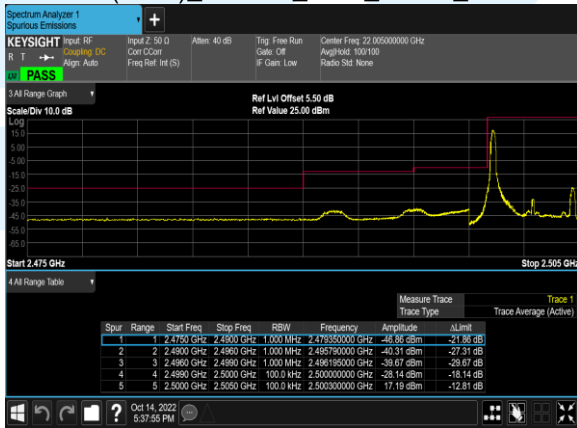 Spectrum Analyzer 1
Spurious Emissions
KEYSIGHT Input: RF Input Z: 50 Ω Atten: 40 dB Trig: Free Run Center Freq: 22.005000000 GHz
R T Coupling: DC Corr CCorr Gate: Off Avg|Hold: 100/100
Align: Auto Freq Ref: Int (S) IF Gain: Low Radio Std: None
PASS
3 All Range Graph Ref Lvl Offset 5.50 dB
Scale/Div 10.0 dB Ref Value 25.00 dBm
Log
15.0
5.00
-5.00
-15.0
-25.0
-35.0
-45.0
-55.0
-65.0
Start 2.475 GHz Stop 2.505 GHz
4 All Range Table
Measure Trace Trace 1
Trace Type Trace Average (Active)
Spur Range Start Freq Stop Freq RBW Frequency Amplitude ΔLimit
1 1 2.4750 GHz 2.4900 GHz 1.000 MHz 2.479350000 GHz -46.86 dBm -21.86 dB
2 2 2.4900 GHz 2.4960 GHz 1.000 MHz 2.495790000 GHz -40.31 dBm -27.31 dB
3 3 2.4960 GHz 2.4990 GHz 1.000 MHz 2.496195000 GHz -39.67 dBm -29.67 dB
4 4 2.4990 GHz 2.5000 GHz 100.0 kHz 2.500000000 GHz -28.14 dBm -18.14 dB
5 5 2.5000 GHz 2.5050 GHz 100.0 kHz 2.500300000 GHz 17.19 dBm -12.81 dB
? Oct 14, 2022
5:37:55 PM